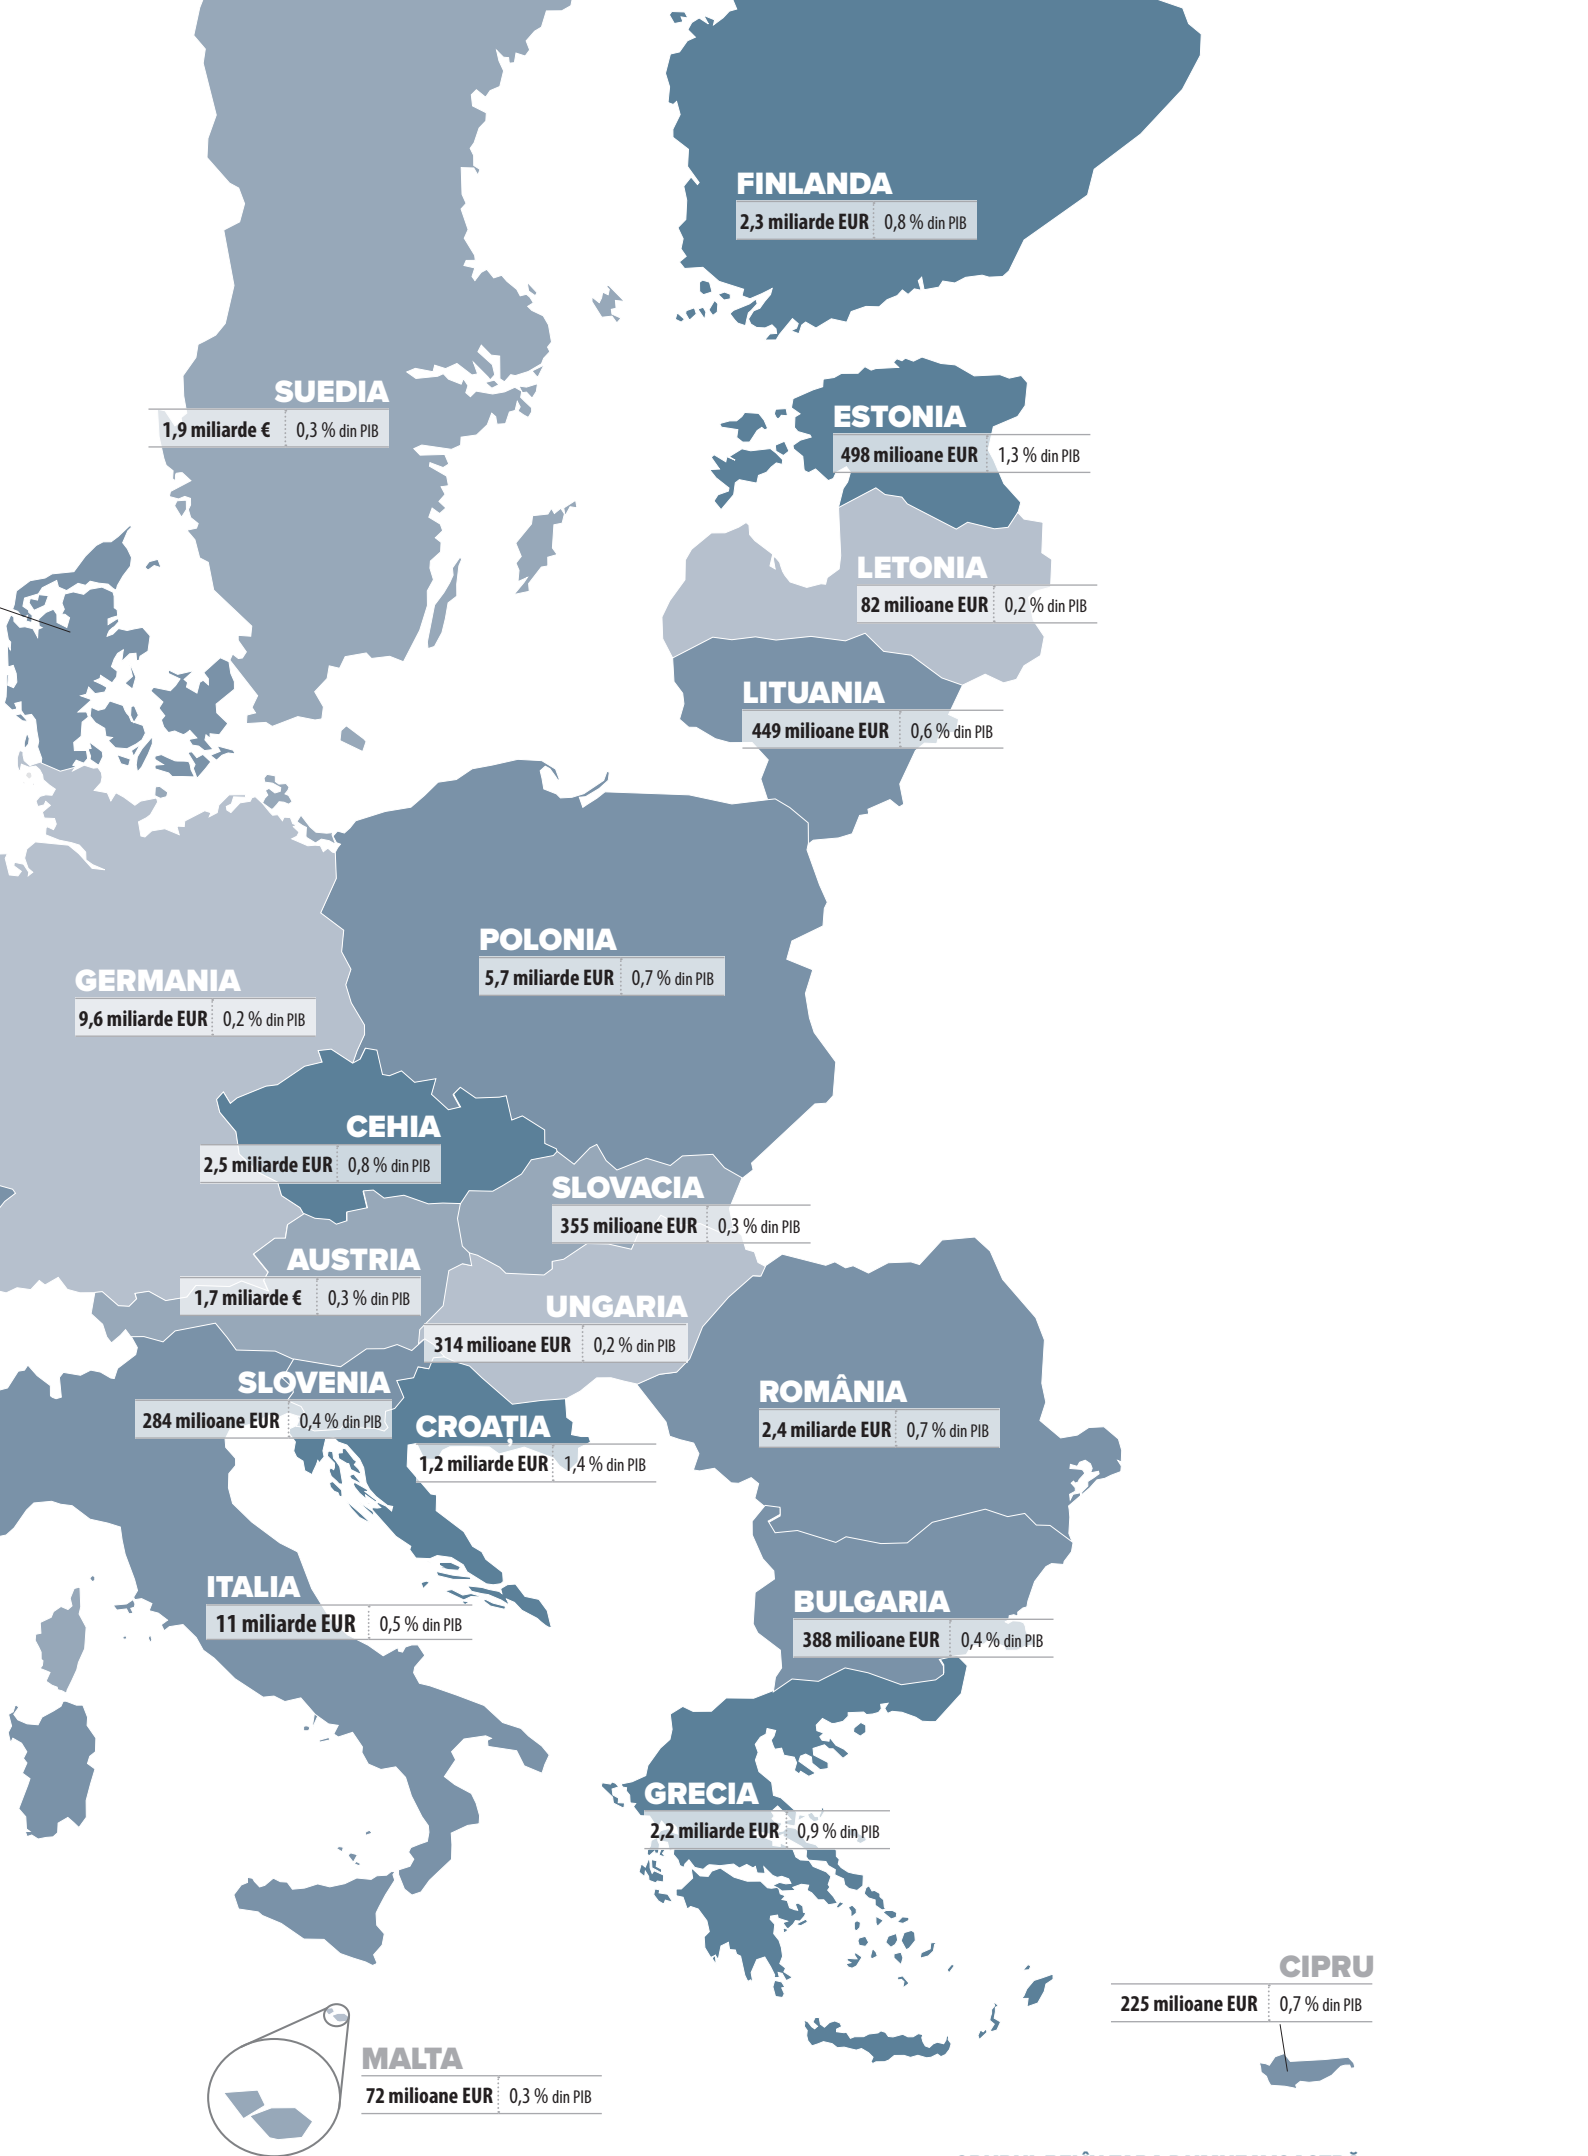 FINLANDA
2,3 miliarde EUR 0,8 % din PIB
SUEDIA
1,9 miliarde € 0,3 % din PIB
ESTONIA
498 milioane EUR 1,3 % din PIB
LETONIA
82 milioane EUR 0,2 % din PIB
LITUANIA
449 milioane EUR 0,6 % din PIB
POLONIA
5,7 miliarde EUR 0,7 % din PIB
GERMANIA
9,6 miliarde EUR 0,2 % din PIB
CEHIA
2,5 miliarde EUR 0,8 % din PIB
SLOVACIA
355 milioane EUR 0,3 % din PIB
AUSTRIA
1,7 miliarde € 0,3 % din PIB
UNGARIA
314 milioane EUR 0,2 % din PIB
SLOVENIA
284 milioane EUR 0,4 % din PIB
ROMÂNIA
2,4 miliarde EUR 0,7 % din PIB
CROAȚIA
1,2 miliarde EUR 1,4 % din PIB
ITALIA
11 miliarde EUR 0,5 % din PIB
BULGARIA
388 milioane EUR 0,4 % din PIB
GRECIA
2,2 miliarde EUR 0,9 % din PIB
CIPRU
225 milioane EUR 0,7 % din PIB
MALTA
72 milioane EUR 0,3 % din PIB